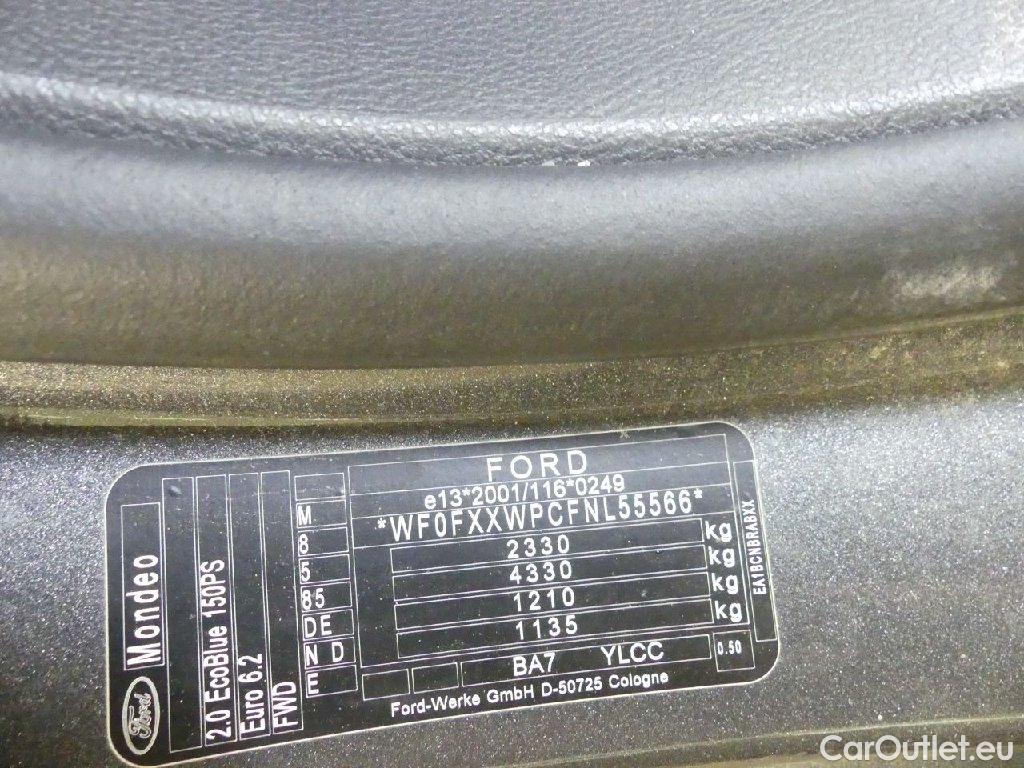 FORD
e13*2001/116*0249
*WF0FXXWPCFNL55566*
2330 kg
4330 kg
1210 kg
1135 kg
BA7 YLCC
0.50
Ford-Werke GmbH D-50725 Cologne
M
8
5
85
DE
N D
E
Mondeo
2.0 EcoBlue 150PS
Euro 6.2
FWD
Ford
EA1BCNBRABXX
CarOutlet.eu